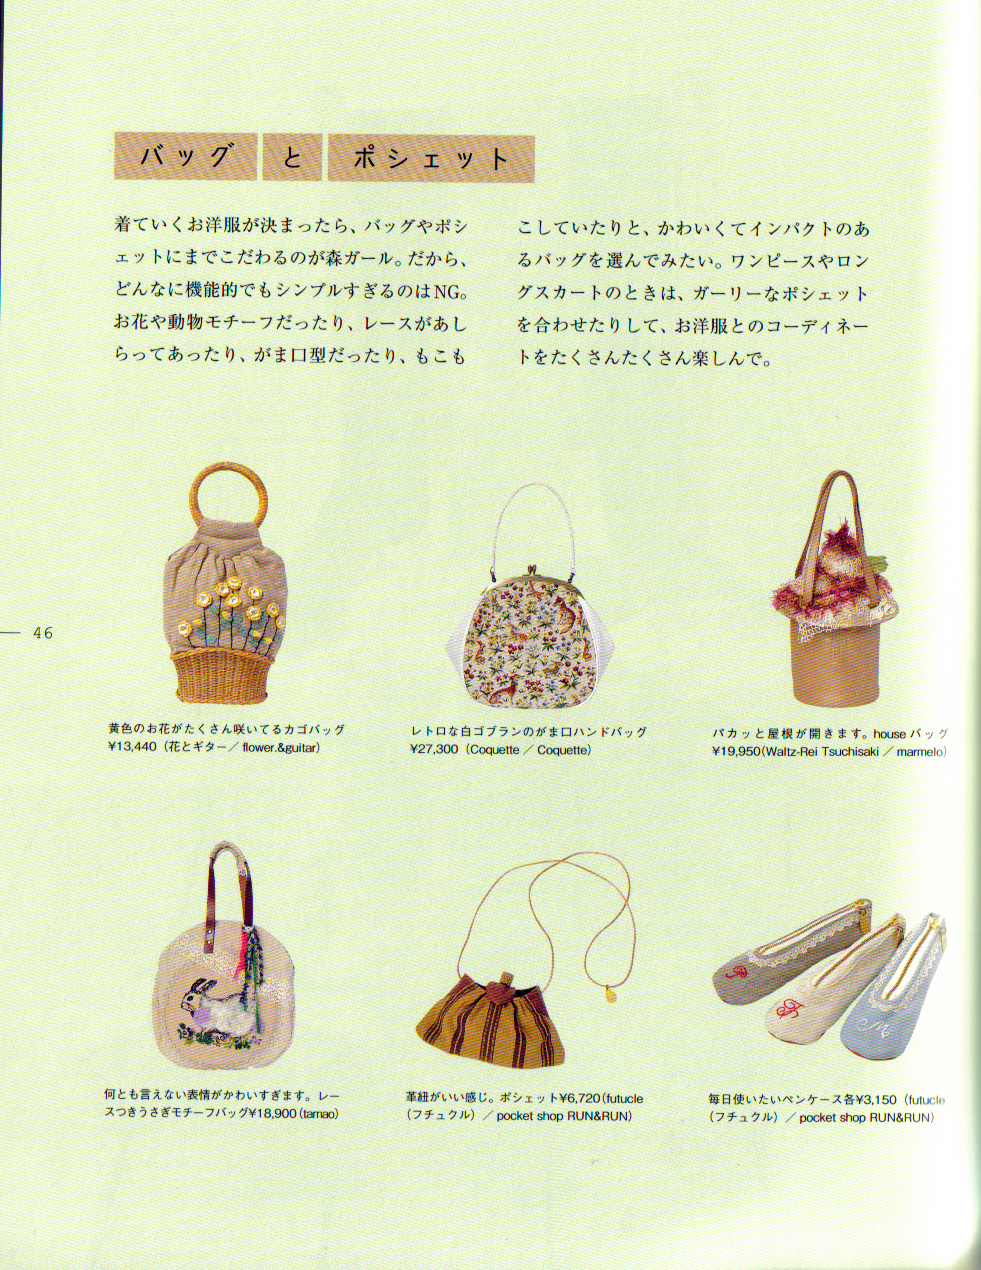 バッグ と ポシェット
着ていくお洋服が決まったら、バッグやポシ
ェットにまでこだわるのが森ガール。だから、
どんなに機能的でもシンプルすぎるのはNG。
お花や動物モチーフだったり、レースがあし
らってあったり、がま口型だったり、もこも
こしていたりと、かわいくてインパクトのあ
るバッグを選んでみたい。ワンピースやロン
グスカートのときは、ガーリーなポシェット
を合わせたりして、お洋服とのコーディネー
トをたくさんたくさん楽しんで。
46
黄色のお花がたくさん咲いてるカゴバッグ
¥13,440（花とギター／flower.&guitar）
レトロな白ゴブランのがま口ハンドバッグ
¥27,300（Coquette／Coquette）
パカッと屋根が開きます。houseバッグ
¥19,950（Waltz-Rei Tsuchisaki／marmelo）
何とも言えない表情がかわいすぎます。レー
スつきうさぎモチーフバッグ¥18,900（tamao）
革紐がいい感じ。ポシェット¥6,720（futucle
（フチュクル）／pocket shop RUN&RUN）
毎日使いたいペンケース各¥3,150（futucle
（フチュクル）／pocket shop RUN&RUN）
P
M